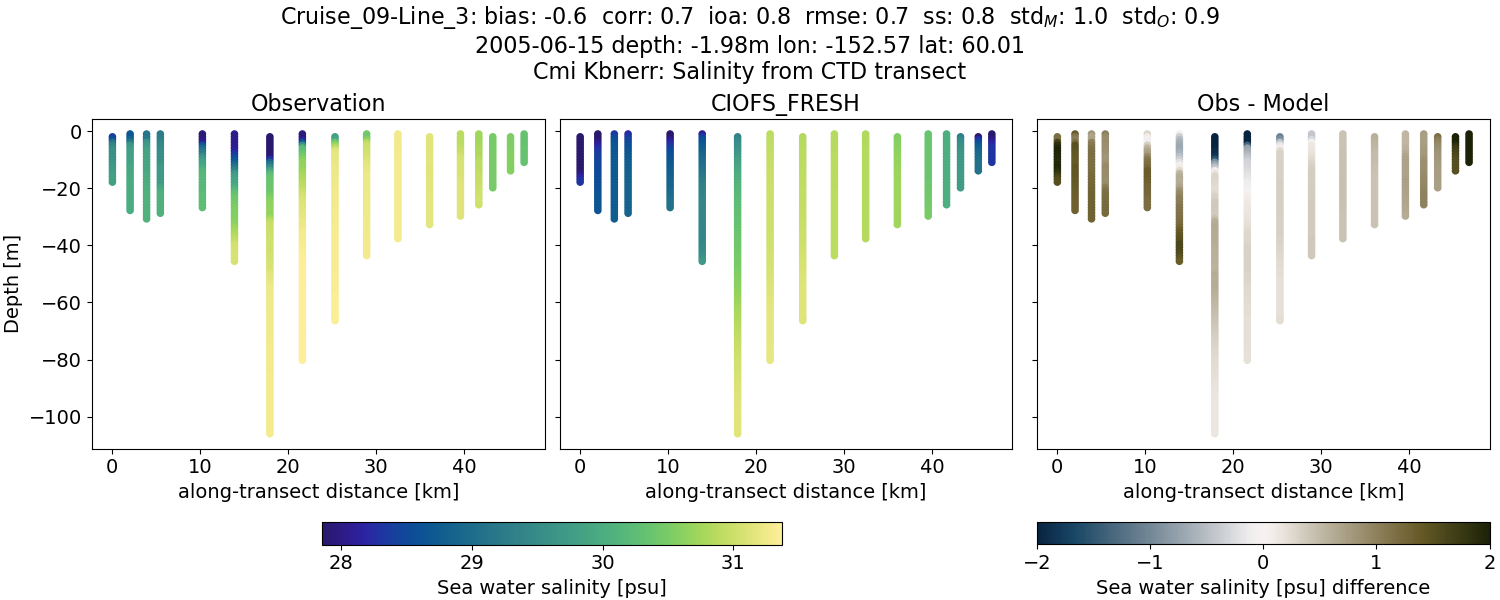 Cruise_09-Line_3: bias: -0.6 corr: 0.7 ioa: 0.8 rmse: 0.7 ss: 0.8 std_M: 1.0 std_O: 0.9
2005-06-15 depth: -1.98m lon: -152.57 lat: 60.01
Cmi Kbnerr: Salinity from CTD transect
Observation
CIOFS_FRESH
Obs - Model
Depth [m]
0
−20
−40
−60
−80
−100
0 10 20 30 40
0 10 20 30 40
0 10 20 30 40
along-transect distance [km]
along-transect distance [km]
along-transect distance [km]
28 29 30 31
Sea water salinity [psu]
−2 −1 0 1 2
Sea water salinity [psu] difference